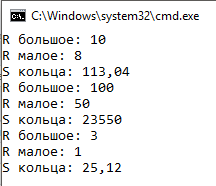 C:\Windows\system32\cmd.exe
R большое: 10
R малое: 8
S кольца: 113,04
R большое: 100
R малое: 50
S кольца: 23550
R большое: 3
R малое: 1
S кольца: 25,12